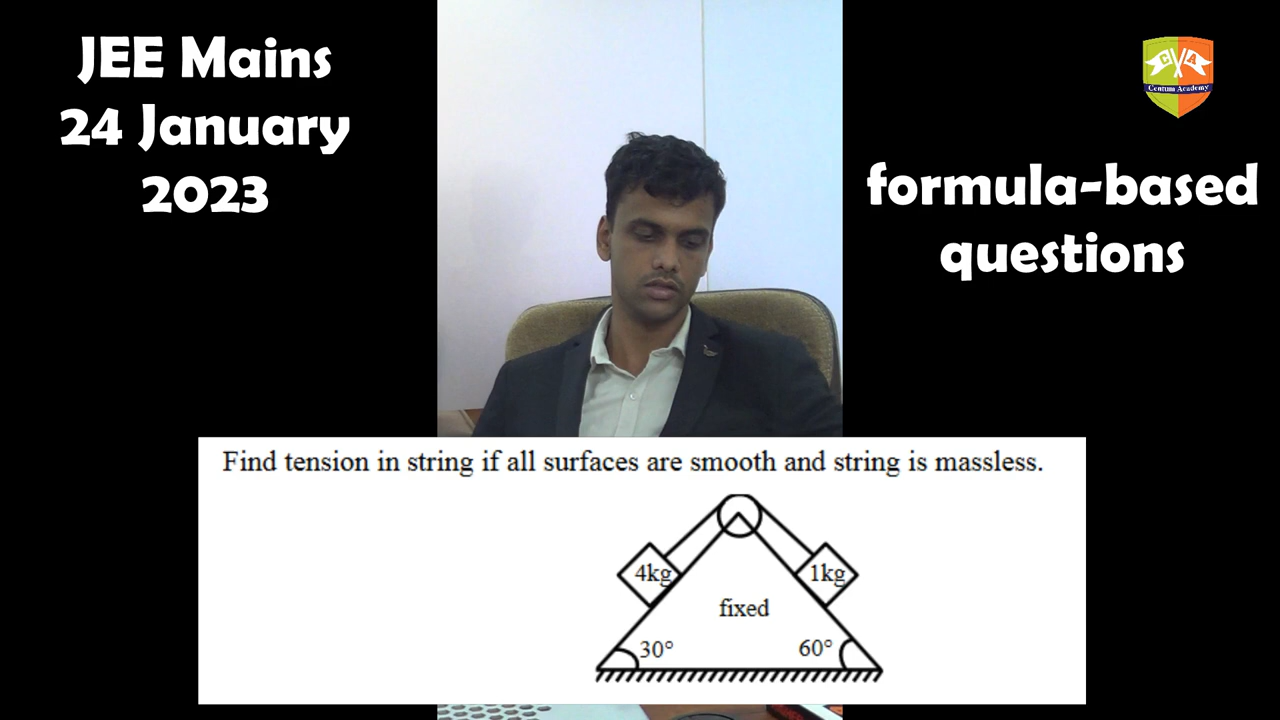 JEE Mains
24 January
2023
C A
Centum Academy
formula-based
questions
Find tension in string if all surfaces are smooth and string is massless.
4kg
1kg
fixed
30°
60°